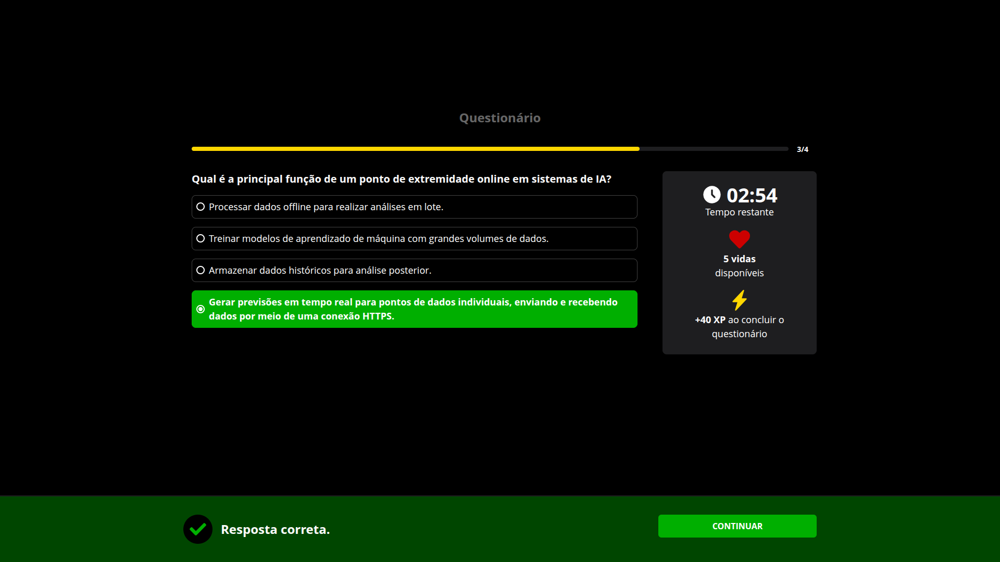 Questionário
3/4
Qual é a principal função de um ponto de extremidade online em sistemas de IA?
Processar dados offline para realizar análises em lote.
Treinar modelos de aprendizado de máquina com grandes volumes de dados.
Armazenar dados históricos para análise posterior.
Gerar previsões em tempo real para pontos de dados individuais, enviando e recebendo
dados por meio de uma conexão HTTPS.
02:54
Tempo restante
5 vidas
disponíveis
+40 XP ao concluir o
questionário
Resposta correta.
CONTINUAR